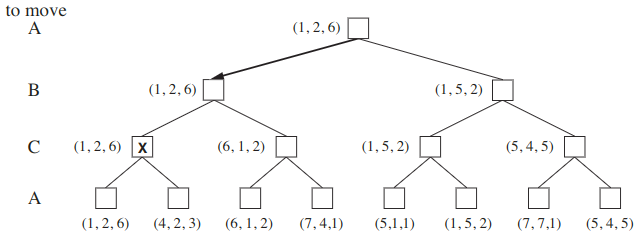 to move
A (1, 2, 6)
B (1, 2, 6) (1, 5, 2)
C (1, 2, 6) X (6, 1, 2) (1, 5, 2) (5, 4, 5)
A
(1, 2, 6) (4, 2, 3) (6, 1, 2) (7, 4,1) (5,1,1) (1, 5, 2) (7, 7,1) (5, 4, 5)